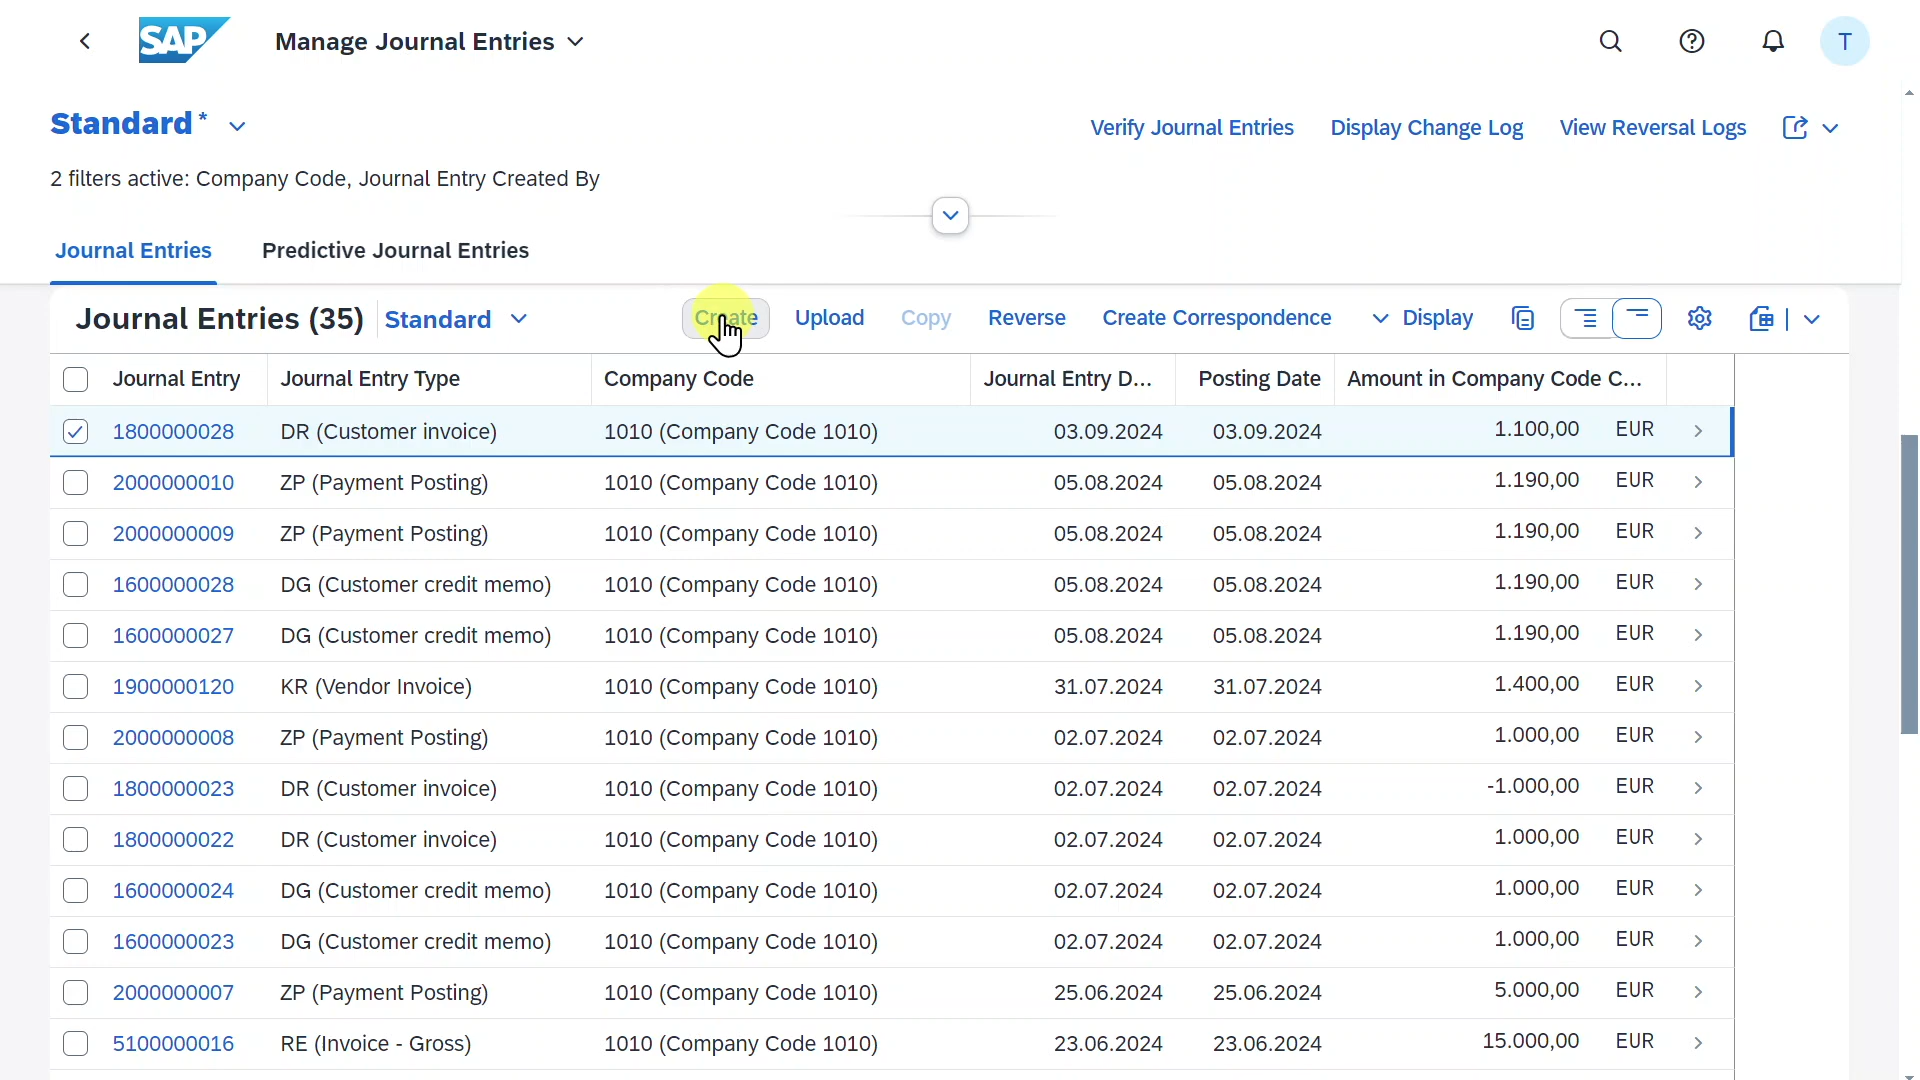 SAP Manage Journal Entries T
Standard *
Verify Journal Entries Display Change Log View Reversal Logs
2 filters active: Company Code, Journal Entry Created By
Journal Entries Predictive Journal Entries
Journal Entries (35) Standard Create Upload Copy Reverse Create Correspondence Display
Journal Entry Journal Entry Type Company Code Journal Entry D... Posting Date Amount in Company Code C...
1800000028 DR (Customer invoice) 1010 (Company Code 1010) 03.09.2024 03.09.2024 1.100,00 EUR
2000000010 ZP (Payment Posting) 1010 (Company Code 1010) 05.08.2024 05.08.2024 1.190,00 EUR
2000000009 ZP (Payment Posting) 1010 (Company Code 1010) 05.08.2024 05.08.2024 1.190,00 EUR
1600000028 DG (Customer credit memo) 1010 (Company Code 1010) 05.08.2024 05.08.2024 1.190,00 EUR
1600000027 DG (Customer credit memo) 1010 (Company Code 1010) 05.08.2024 05.08.2024 1.190,00 EUR
1900000120 KR (Vendor Invoice) 1010 (Company Code 1010) 31.07.2024 31.07.2024 1.400,00 EUR
2000000008 ZP (Payment Posting) 1010 (Company Code 1010) 02.07.2024 02.07.2024 1.000,00 EUR
1800000023 DR (Customer invoice) 1010 (Company Code 1010) 02.07.2024 02.07.2024 -1.000,00 EUR
1800000022 DR (Customer invoice) 1010 (Company Code 1010) 02.07.2024 02.07.2024 1.000,00 EUR
1600000024 DG (Customer credit memo) 1010 (Company Code 1010) 02.07.2024 02.07.2024 1.000,00 EUR
1600000023 DG (Customer credit memo) 1010 (Company Code 1010) 02.07.2024 02.07.2024 1.000,00 EUR
2000000007 ZP (Payment Posting) 1010 (Company Code 1010) 25.06.2024 25.06.2024 5.000,00 EUR
5100000016 RE (Invoice - Gross) 1010 (Company Code 1010) 23.06.2024 23.06.2024 15.000,00 EUR